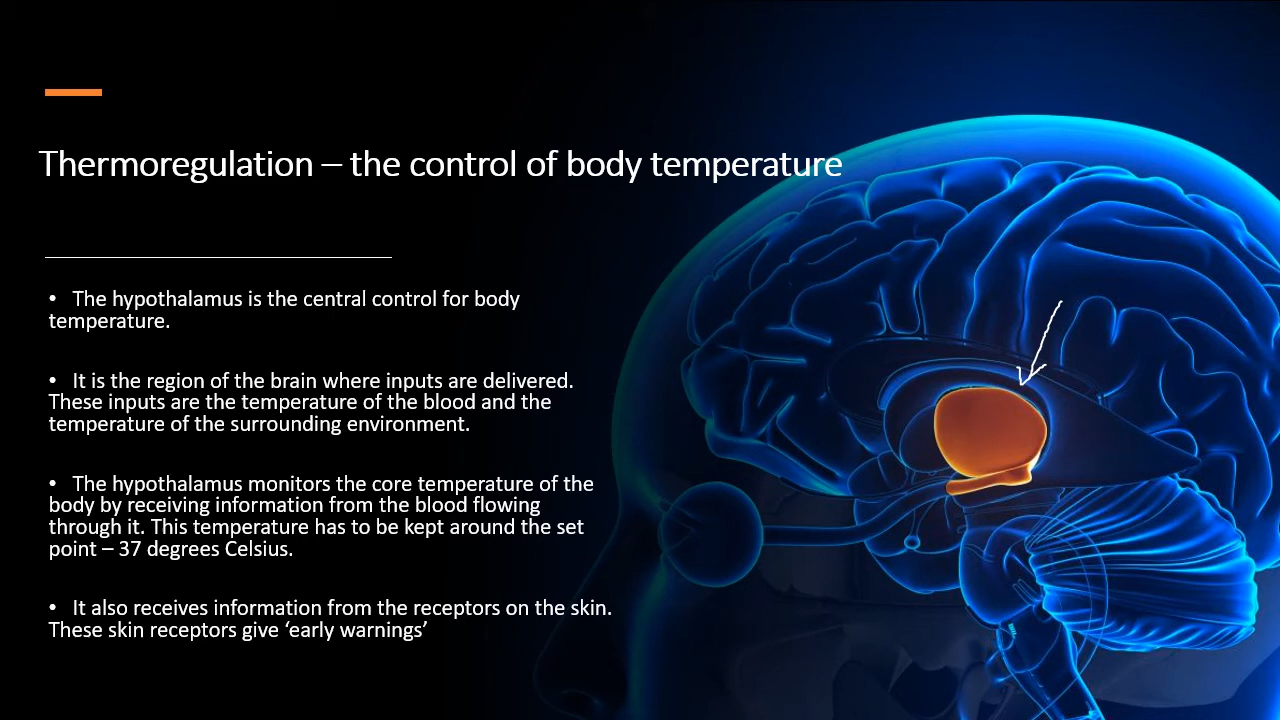 Thermoregulation – the control of body temperature
• The hypothalamus is the central control for body
temperature.
• It is the region of the brain where inputs are delivered.
These inputs are the temperature of the blood and the
temperature of the surrounding environment.
• The hypothalamus monitors the core temperature of the
body by receiving information from the blood flowing
through it. This temperature has to be kept around the set
point – 37 degrees Celsius.
• It also receives information from the receptors on the skin.
These skin receptors give ‘early warnings’